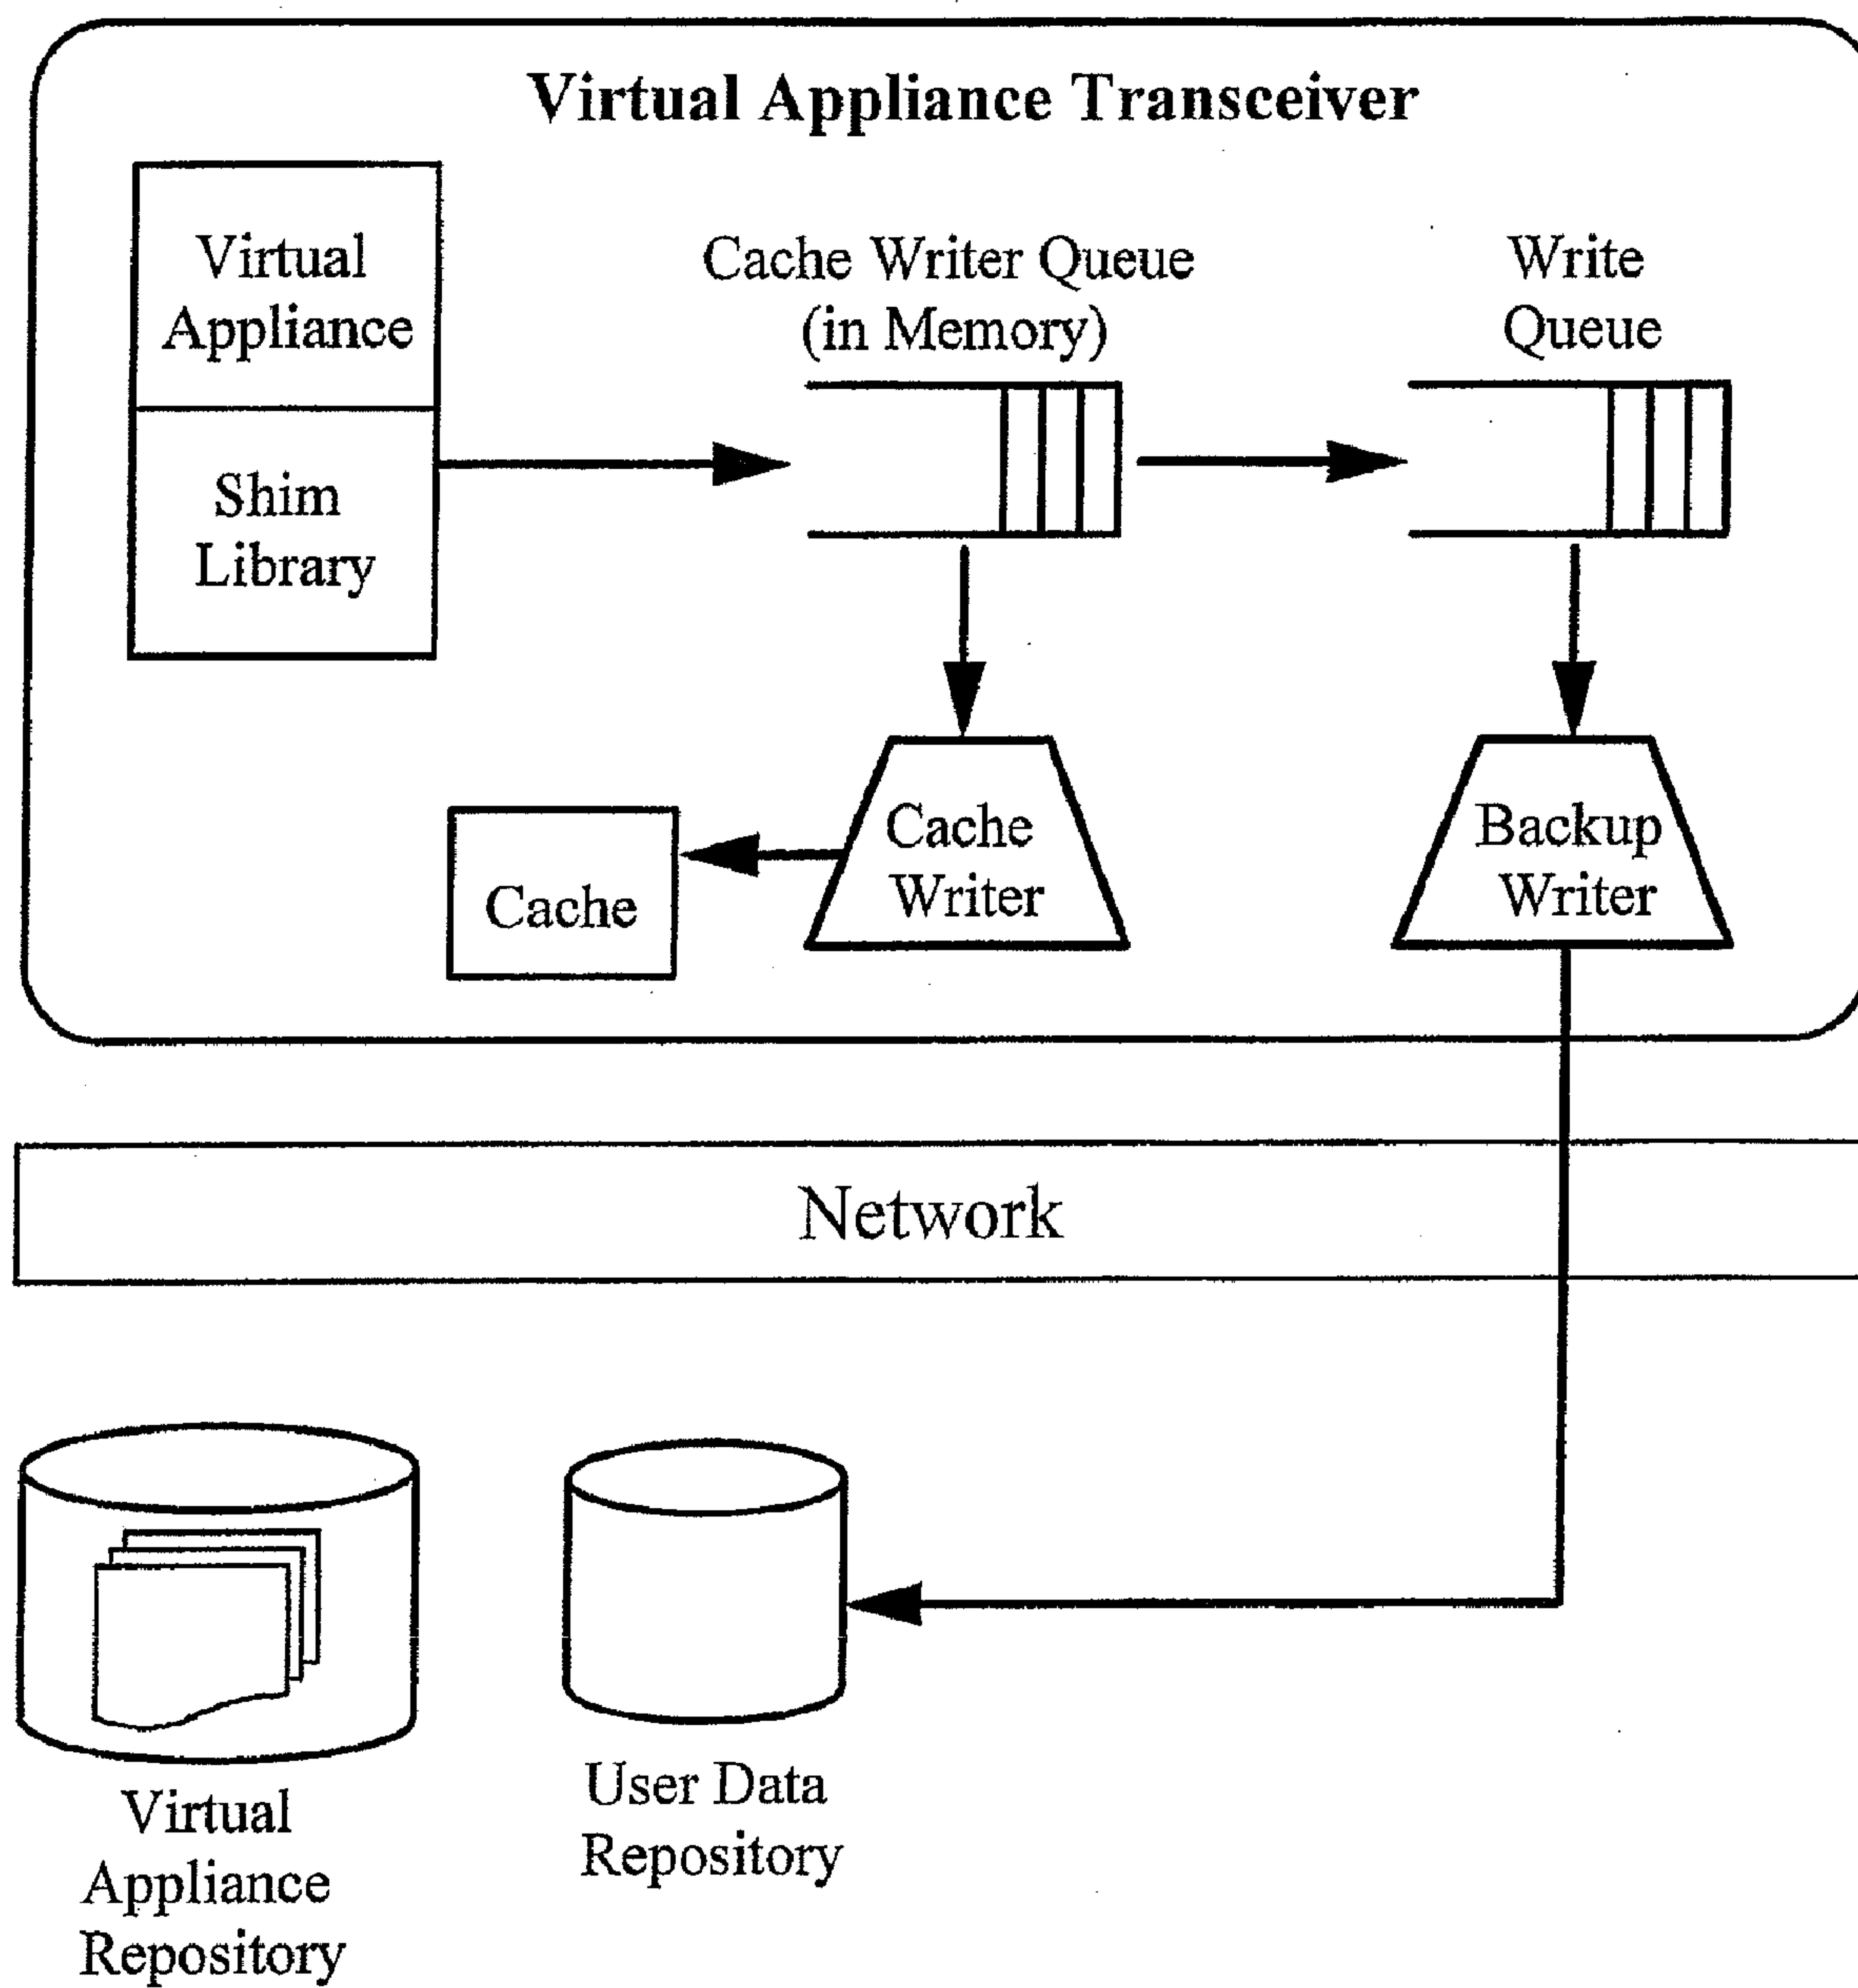 Virtual Appliance Transceiver
Virtual
Appliance
Shim
Library
Cache Writer Queue
(in Memory)
Write
Queue
Cache
Cache
Writer
Backup
Writer
Network
Virtual
Appliance
Repository
User Data
Repository